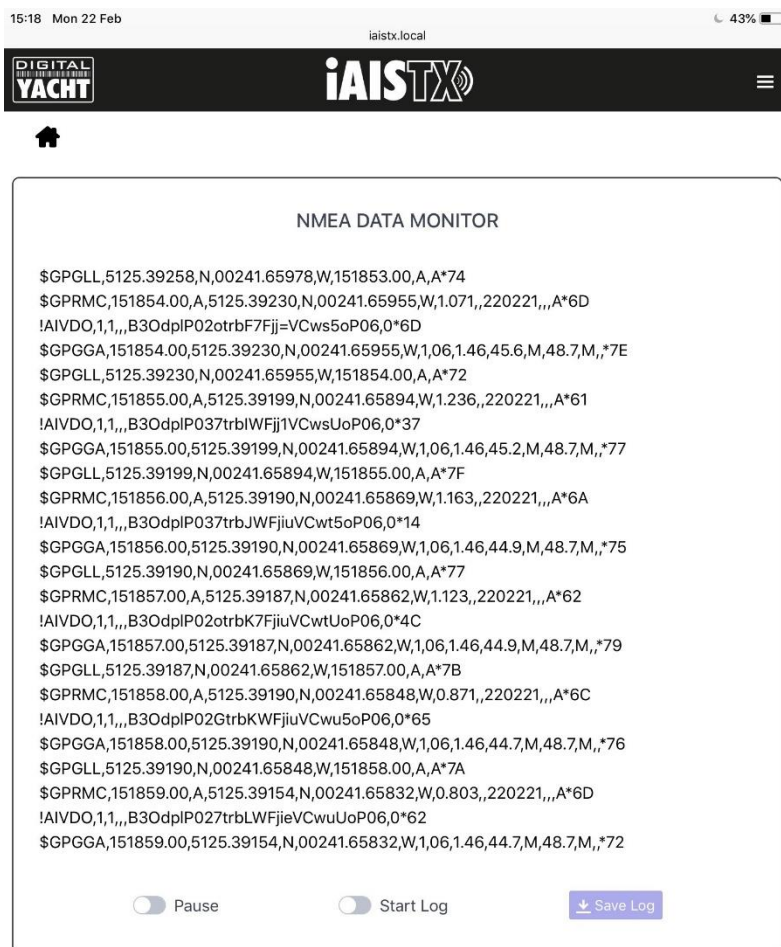 15:18 Mon 22 Feb
43%
iaistx.local
DIGITAL
YACHT
iAISTX
NMEA DATA MONITOR
$GPGLL,5125.39258,N,00241.65978,W,151853.00,A,A*74
$GPRMC,151854.00,A,5125.39230,N,00241.65955,W,1.071,,220221,,,A*6D
!AIVDO,1,1,,,B3OdplP02otrbF7Fjj=VCws5oP06,0*6D
$GPGGA,151854.00,5125.39230,N,00241.65955,W,1,06,1.46,45.6,M,48.7,M,,*7E
$GPGLL,5125.39230,N,00241.65955,W,151854.00,A,A*72
$GPRMC,151855.00,A,5125.39199,N,00241.65894,W,1.236,,220221,,,A*61
!AIVDO,1,1,,,B3OdplP037trbIWFjj1VCwsUoP06,0*37
$GPGGA,151855.00,5125.39199,N,00241.65894,W,1,06,1.46,45.2,M,48.7,M,,*77
$GPGLL,5125.39199,N,00241.65894,W,151855.00,A,A*7F
$GPRMC,151856.00,A,5125.39190,N,00241.65869,W,1.163,,220221,,,A*6A
!AIVDO,1,1,,,B3OdplP037trbJWFjiuVCwt5oP06,0*14
$GPGGA,151856.00,5125.39190,N,00241.65869,W,1,06,1.46,44.9,M,48.7,M,,*75
$GPGLL,5125.39190,N,00241.65869,W,151856.00,A,A*77
$GPRMC,151857.00,A,5125.39187,N,00241.65862,W,1.123,,220221,,,A*62
!AIVDO,1,1,,,B3OdplP02otrbK7FjiuVCwtUoP06,0*4C
$GPGGA,151857.00,5125.39187,N,00241.65862,W,1,06,1.46,44.9,M,48.7,M,,*79
$GPGLL,5125.39187,N,00241.65862,W,151857.00,A,A*7B
$GPRMC,151858.00,A,5125.39190,N,00241.65848,W,0.871,,220221,,,A*6C
!AIVDO,1,1,,,B3OdplP02GtrbKWFjiuVCwu5oP06,0*65
$GPGGA,151858.00,5125.39190,N,00241.65848,W,1,06,1.46,44.7,M,48.7,M,,*76
$GPGLL,5125.39190,N,00241.65848,W,151858.00,A,A*7A
$GPRMC,151859.00,A,5125.39154,N,00241.65832,W,0.803,,220221,,,A*6D
!AIVDO,1,1,,,B3OdplP027trbLWFjieVCwuUoP06,0*62
$GPGGA,151859.00,5125.39154,N,00241.65832,W,1,06,1.46,44.7,M,48.7,M,,*72
Pause
Start Log
Save Log